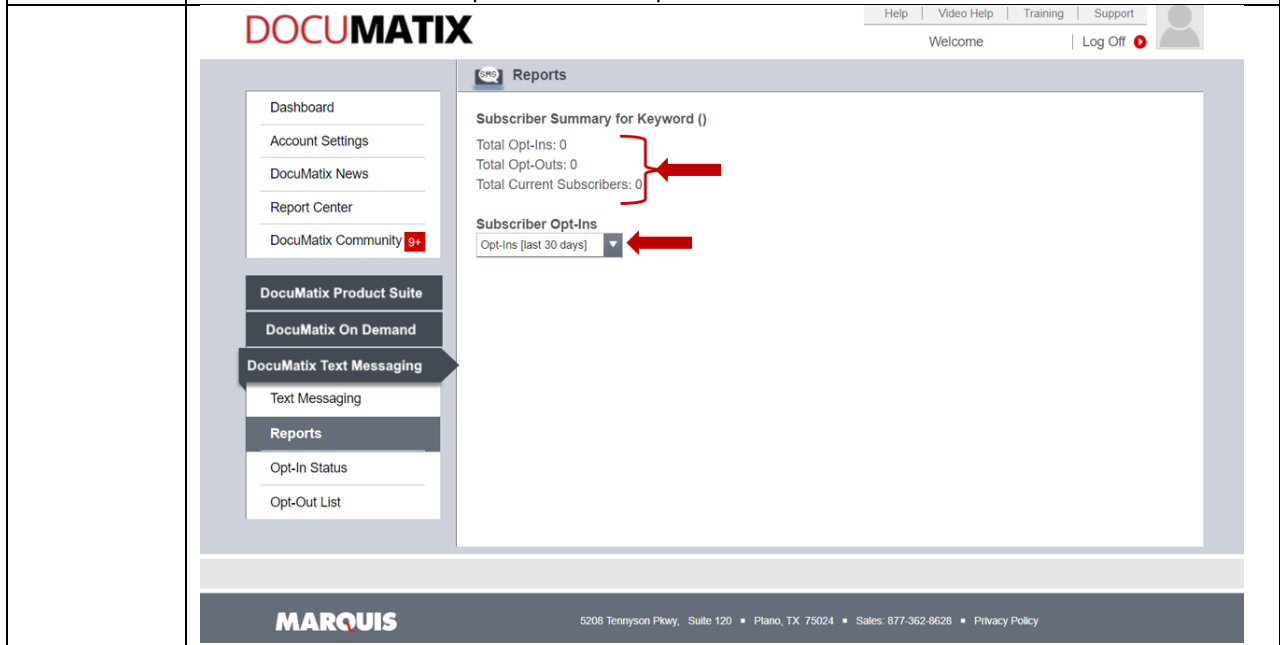 DOCUMATIX
Help | Video Help | Training | Support
Welcome | Log Off
Reports
Dashboard
Account Settings
DocuMatix News
Report Center
DocuMatix Community 9+
DocuMatix Product Suite
DocuMatix On Demand
DocuMatix Text Messaging
Text Messaging
Reports
Opt-In Status
Opt-Out List
SMS
Subscriber Summary for Keyword ()
Total Opt-Ins: 0
Total Opt-Outs: 0
Total Current Subscribers: 0
Subscriber Opt-Ins
Opt-Ins [last 30 days]
MARQUIS
5208 Tennyson Pkwy, Suite 120 ▪ Plano, TX 75024 ▪ Sales: 877-362-8628 ▪ Privacy Policy